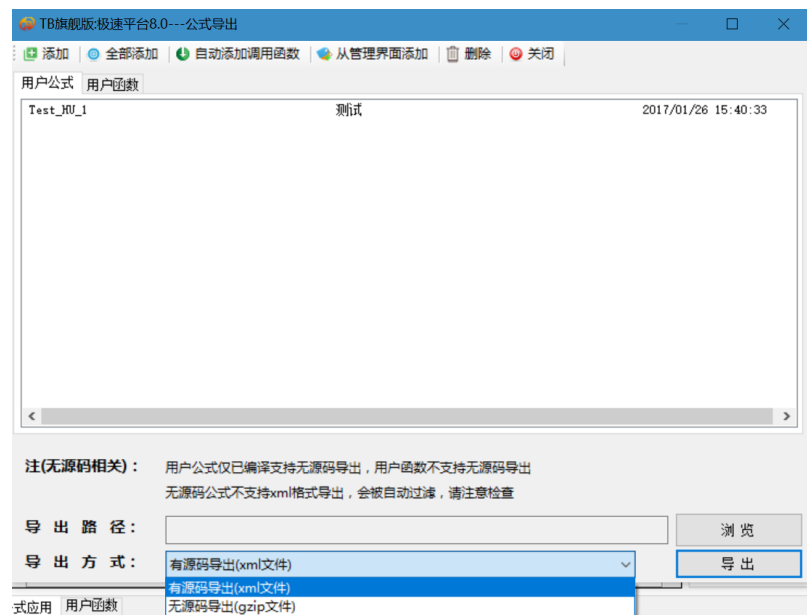 TB旗舰版:极速平台8.0---公式导出
添加 全部添加 自动添加调用函数 从管理界面添加 删除 关闭
用户公式 用户函数
Test_HU_1 测试 2017/01/26 15:40:33
注(无源码相关)： 用户公式仅已编译支持无源码导出，用户函数不支持无源码导出
无源码公式不支持xml格式导出，会被自动过滤，请注意检查
导出路径： 浏览
导出方式： 有源码导出(xml文件) 导出
有源码导出(xml文件)
无源码导出(gzip文件)
式应用 用户函数